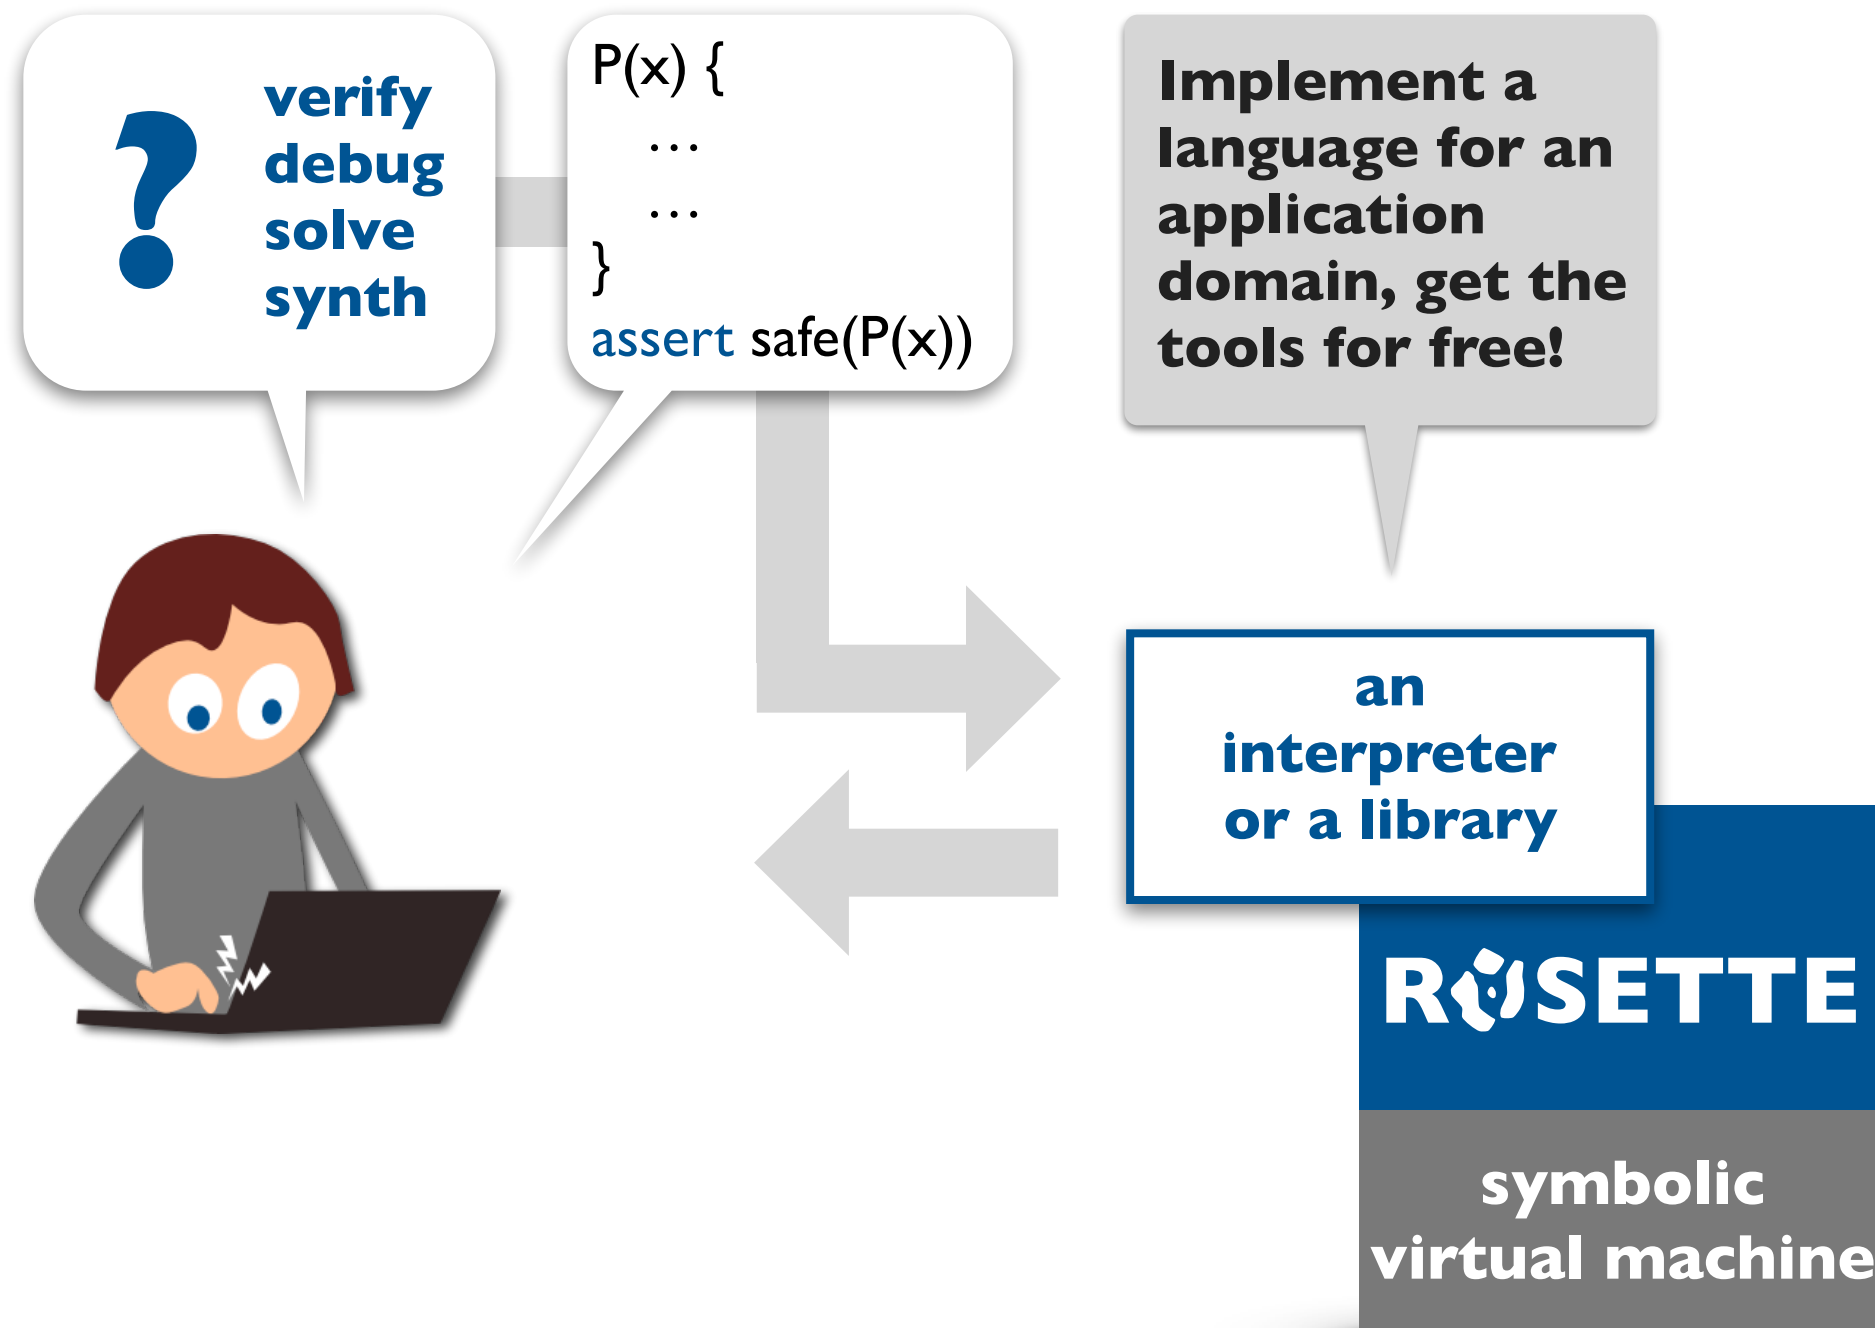 ?
verify
debug
solve
synth
P(x) {
…
…
}
assert safe(P(x))
Implement a
language for an
application
domain, get the
tools for free!
an
interpreter
or a library
ROSETTE
symbolic
virtual machine